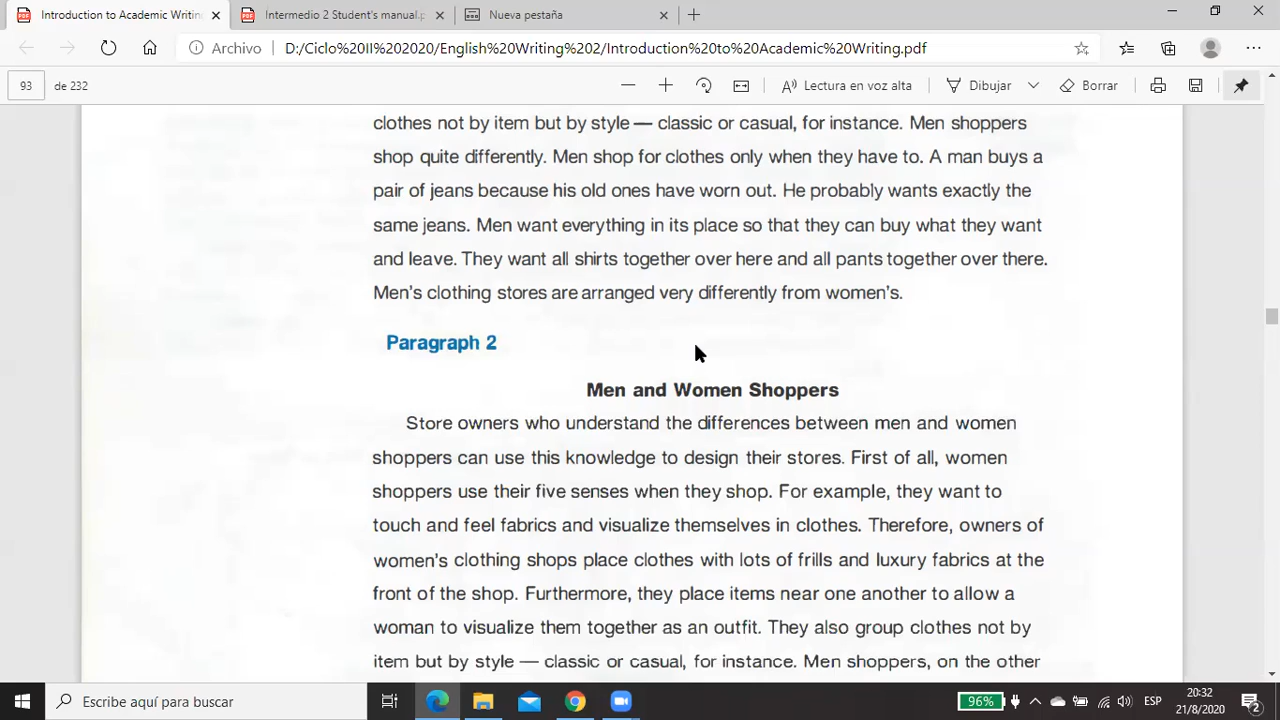 Introduction to Academic Writing
Intermedio 2 Student's manual.p
Nueva pestaña
Archivo
D:/Ciclo%20II%202020/English%20Writing%202/Introduction%20to%20Academic%20Writing.pdf
93
de 232
Lectura en voz alta
Dibujar
Borrar
clothes not by item but by style — classic or casual, for instance. Men shoppers
shop quite differently. Men shop for clothes only when they have to. A man buys a
pair of jeans because his old ones have worn out. He probably wants exactly the
same jeans. Men want everything in its place so that they can buy what they want
and leave. They want all shirts together over here and all pants together over there.
Men's clothing stores are arranged very differently from women's.
Paragraph 2
Men and Women Shoppers
Store owners who understand the differences between men and women
shoppers can use this knowledge to design their stores. First of all, women
shoppers use their five senses when they shop. For example, they want to
touch and feel fabrics and visualize themselves in clothes. Therefore, owners of
women's clothing shops place clothes with lots of frills and luxury fabrics at the
front of the shop. Furthermore, they place items near one another to allow a
woman to visualize them together as an outfit. They also group clothes not by
item but by style — classic or casual, for instance. Men shoppers, on the other
Escribe aquí para buscar
96%
ESP
20:32
21/8/2020
2